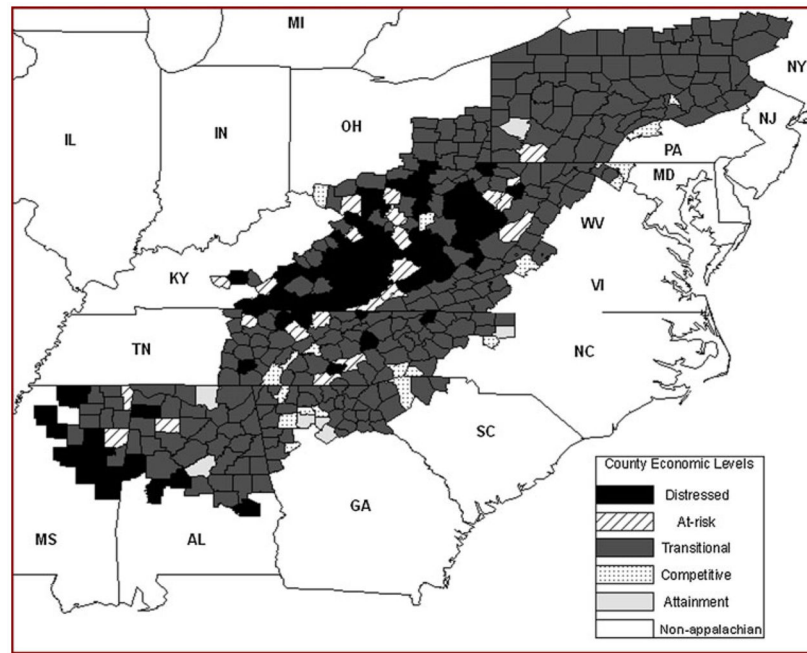 MI
NY
IL
IN
OH
NJ
PA
MD
WV
KY
VI
TN
NC
SC
MS
AL
GA
County Economic Levels
Distressed
At-risk
Transitional
Competitive
Attainment
Non-appalachian